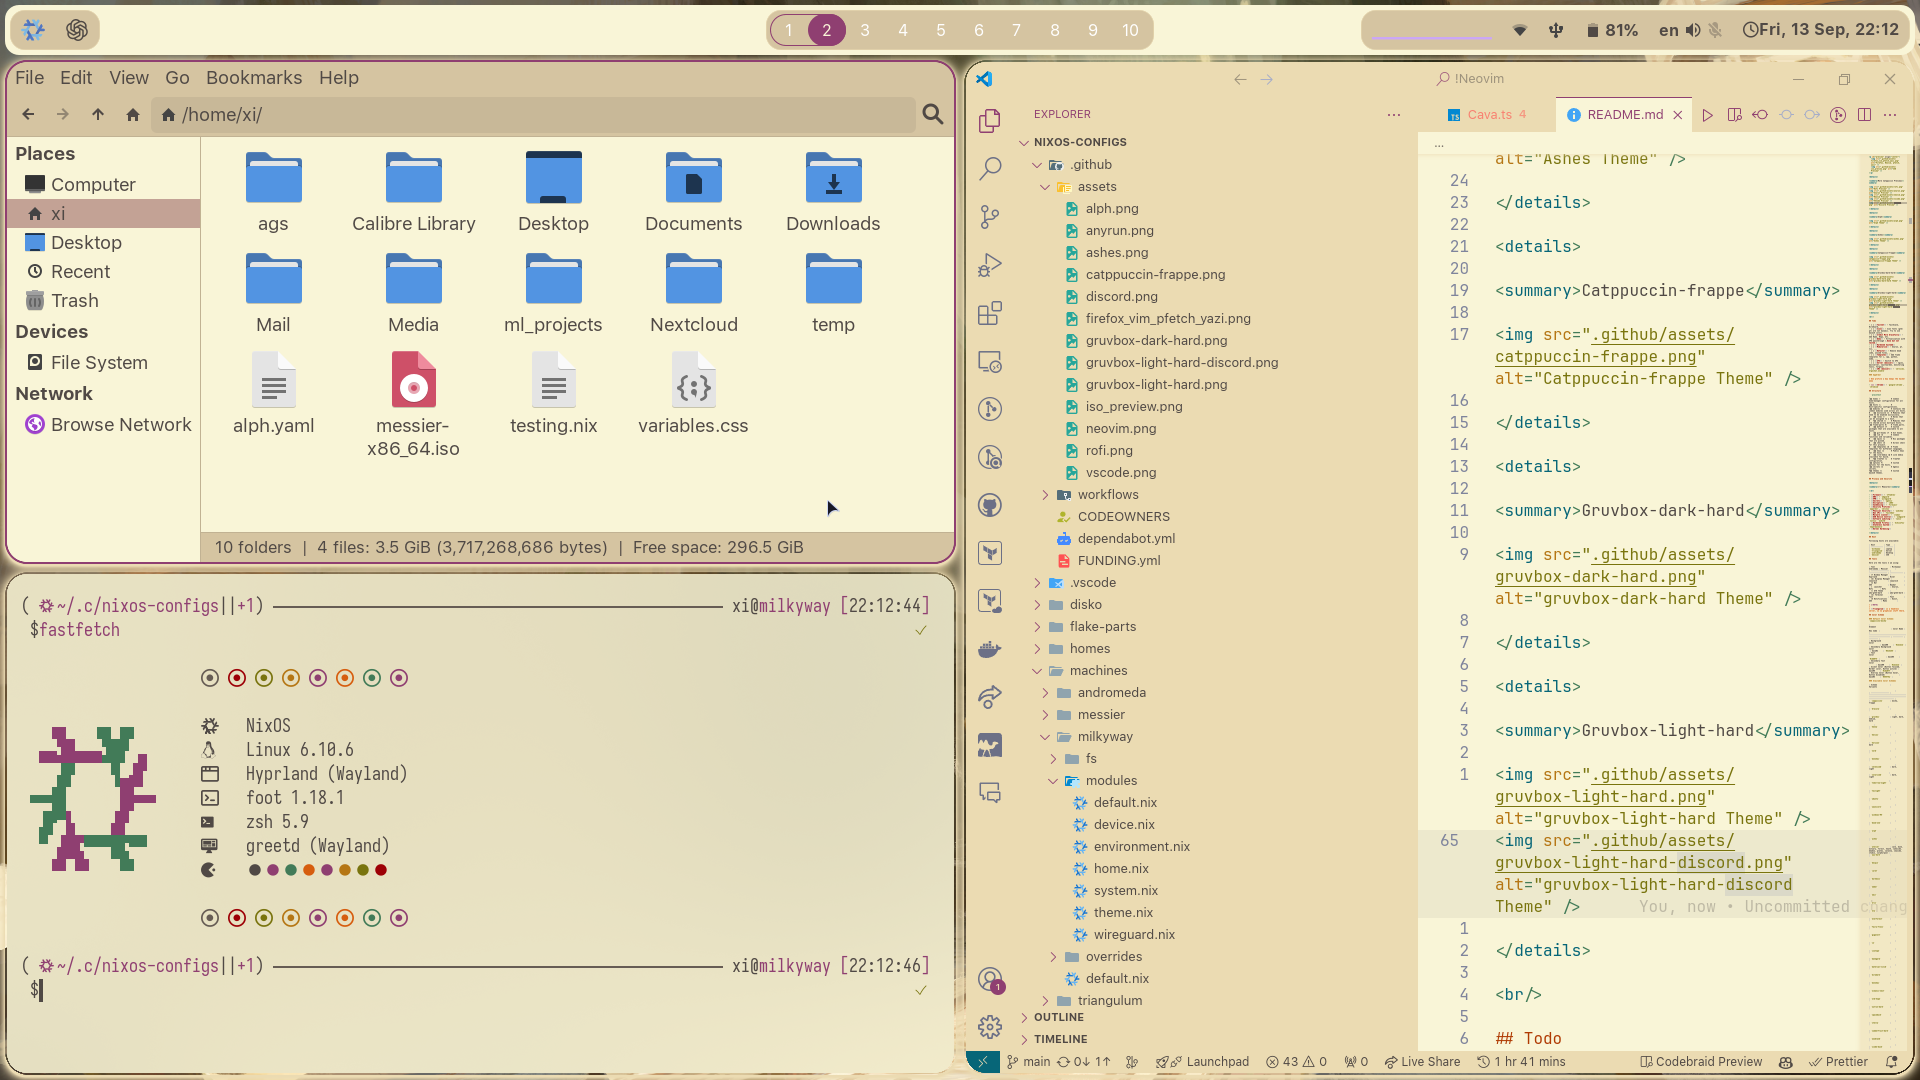 1 2 3 4 5 6 7 8 9 10
81% en Fri, 13 Sep, 22:12
File Edit View Go Bookmarks Help
/home/xi/
Places
Computer
xi
Desktop
Recent
Trash
Devices
File System
Network
Browse Network
ags Calibre Library Desktop Documents Downloads
Mail Media ml_projects Nextcloud temp
alph.yaml messier-x86_64.iso testing.nix variables.css
10 folders | 4 files: 3.5 GiB (3,717,268,686 bytes) | Free space: 296.5 GiB
( ~/.c/nixos-configs||+1) xi@milkyway [22:12:44]
$fastfetch ✓
NixOS
Linux 6.10.6
Hyprland (Wayland)
foot 1.18.1
zsh 5.9
greetd (Wayland)
( ~/.c/nixos-configs||+1) xi@milkyway [22:12:46]
$ ✓
!Neovim
EXPLORER ...
NIXOS-CONFIGS
.github
assets
alph.png
anyrun.png
ashes.png
catppuccin-frappe.png
discord.png
firefox_vim_pfetch_yazi.png
gruvbox-dark-hard.png
gruvbox-light-hard-discord.png
gruvbox-light-hard.png
iso_preview.png
neovim.png
rofi.png
vscode.png
workflows
CODEOWNERS
dependabot.yml
FUNDING.yml
.vscode
disko
flake-parts
homes
machines
andromeda
messier
milkyway
fs
modules
default.nix
device.nix
environment.nix
home.nix
system.nix
theme.nix
wireguard.nix
overrides
default.nix
triangulum
OUTLINE
TIMELINE
1
TS Cava.ts 4 README.md
...
alt="Ashes Theme" />
24
23 </details>
22
21 <details>
20
19 <summary>Catppuccin-frappe</summary>
18
17 <img src=".github/assets/
catppuccin-frappe.png"
alt="Catppuccin-frappe Theme" />
16
15 </details>
14
13 <details>
12
11 <summary>Gruvbox-dark-hard</summary>
10
9 <img src=".github/assets/
gruvbox-dark-hard.png"
alt="gruvbox-dark-hard Theme" />
8
7 </details>
6
5 <details>
4
3 <summary>Gruvbox-light-hard</summary>
2
1 <img src=".github/assets/
gruvbox-light-hard.png"
alt="gruvbox-light-hard Theme" />
65 <img src=".github/assets/
gruvbox-light-hard-discord.png"
alt="gruvbox-light-hard-discord
Theme" /> You, now • Uncommitted chang
1
2 </details>
3
4 <br/>
5
6 ## Todo
main 0↓ 1↑ Launchpad 43 0 0 Live Share 1 hr 41 mins Codebraid Preview Prettier